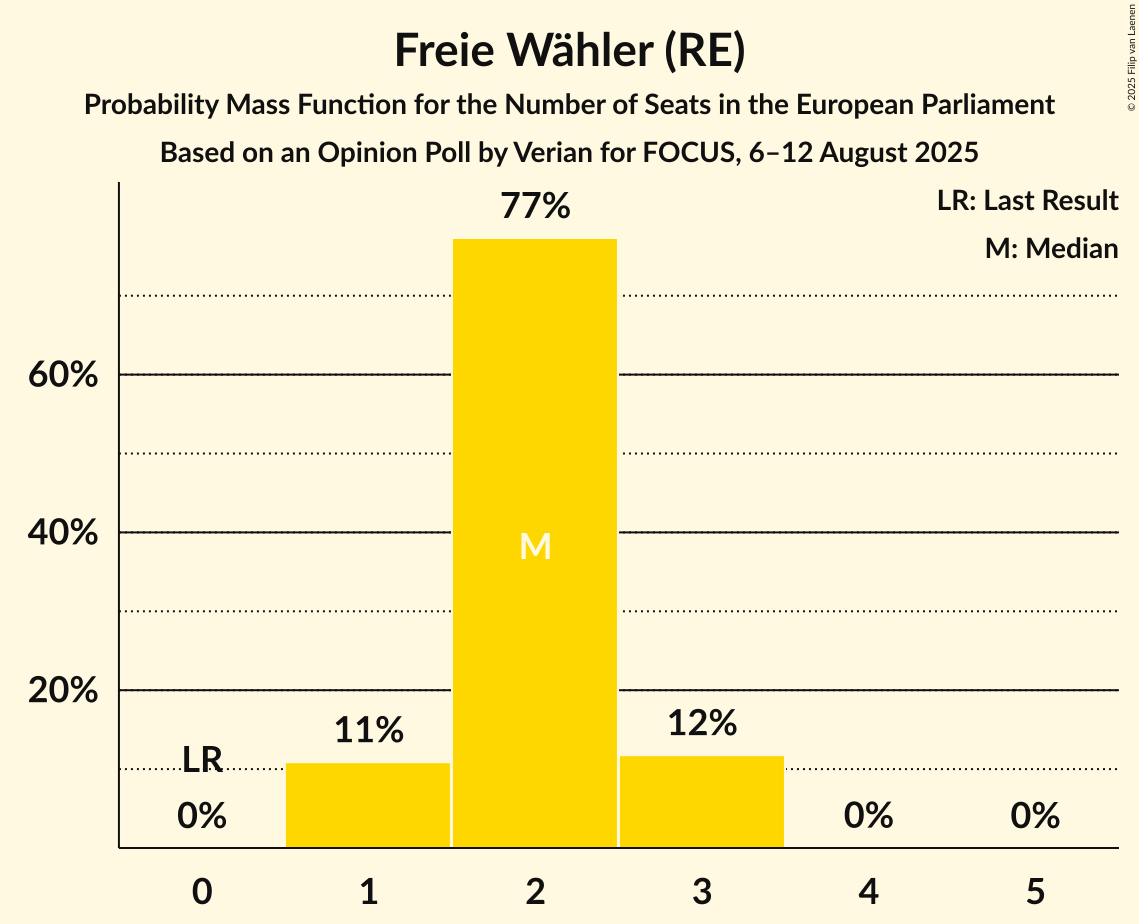 Freie Wähler (RE)
Probability Mass Function for the Number of Seats in the European Parliament
Based on an Opinion Poll by Verian for FOCUS, 6–12 August 2025
© 2025 Filip van Laenen
LR: Last Result
M: Median
77%
60%
40%
M
20%
11%
12%
LR
0%
0%
0%
0
1
2
3
4
5